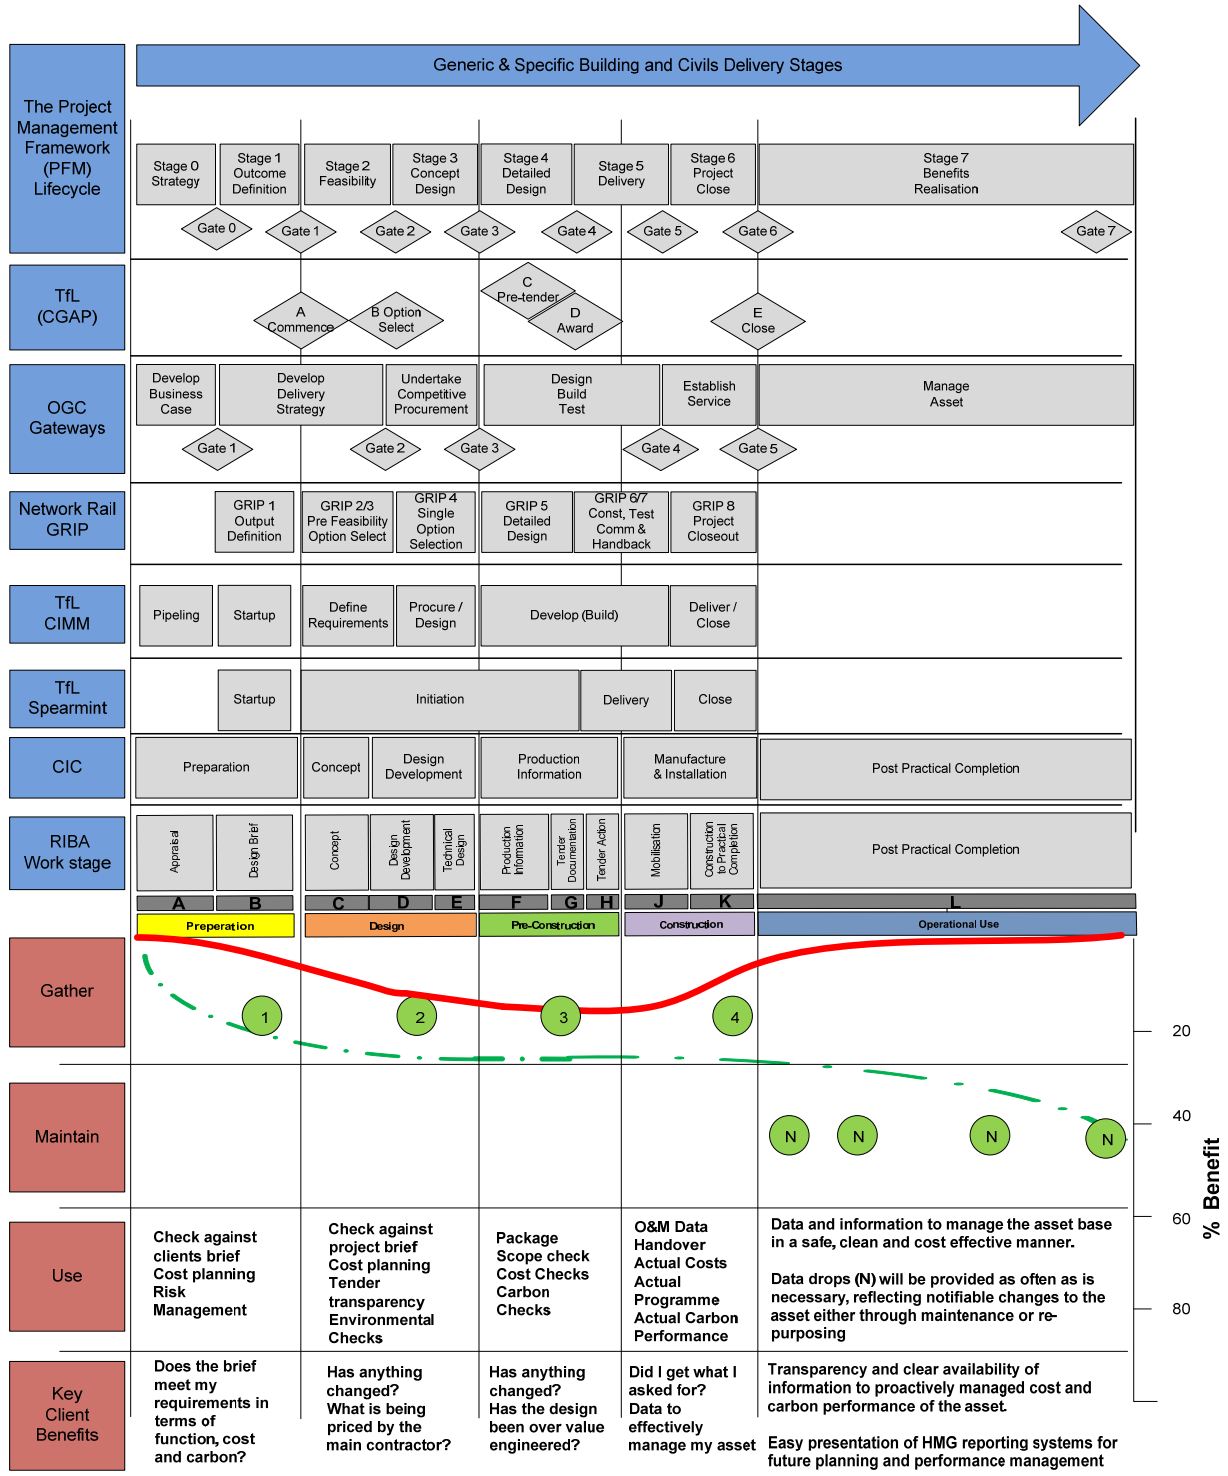 Generic & Specific Building and Civils Delivery Stages
The Project
Management
Framework
(PFM)
Lifecycle
Stage 0
Strategy
Stage 1
Outcome
Definition
Stage 2
Feasibility
Stage 3
Concept
Design
Stage 4
Detailed
Design
Stage 5
Delivery
Stage 6
Project
Close
Stage 7
Benefits
Realisation
Gate 0
Gate 1
Gate 2
Gate 3
Gate 4
Gate 5
Gate 6
Gate 7
TfL
(CGAP)
A
Commence
B Option
Select
C
Pre-tender
D
Award
E
Close
OGC
Gateways
Develop
Business
Case
Develop
Delivery
Strategy
Undertake
Competitive
Procurement
Design
Build
Test
Establish
Service
Manage
Asset
Gate 1
Gate 2
Gate 3
Gate 4
Gate 5
Network Rail
GRIP
GRIP 1
Output
Definition
GRIP 2/3
Pre Feasibility
Option Select
GRIP 4
Single
Option
Selection
GRIP 5
Detailed
Design
GRIP 6/7
Const, Test
Comm &
Handback
GRIP 8
Project
Closeout
TfL
CIMM
Pipeling
Startup
Define
Requirements
Procure /
Design
Develop (Build)
Deliver /
Close
TfL
Spearmint
Startup
Initiation
Delivery
Close
CIC
Preparation
Concept
Design
Development
Production
Information
Manufacture
& Installation
Post Practical Completion
RIBA
Work stage
Appraisal
Design Brief
Concept
Design
Development
Technical
Design
Production
Information
Tender
Documentation
Tender Action
Mobilisation
Construction
to Practical
Completion
Post Practical Completion
A
B
C
D
E
F
G
H
J
K
L
Preperation
Design
Pre-Construction
Construction
Operational Use
Gather
1
2
3
4
20
Maintain
N
N
N
N
40
% Benefit
60
80
Use
Check against
clients brief
Cost planning
Risk
Management
Check against
project brief
Cost planning
Tender
transparency
Environmental
Checks
Package
Scope check
Cost Checks
Carbon
Checks
O&M Data
Handover
Actual Costs
Actual
Programme
Actual Carbon
Performance
Data and information to manage the asset base
in a safe, clean and cost effective manner.
Data drops (N) will be provided as often as is
necessary, reflecting notifiable changes to the
asset either through maintenance or re-
purposing
Key
Client
Benefits
Does the brief
meet my
requirements in
terms of
function, cost
and carbon?
Has anything
changed?
What is being
priced by the
main contractor?
Has anything
changed?
Has the design
been over value
engineered?
Did I get what I
asked for?
Data to
effectively
manage my asset
Transparency and clear availability of
information to proactively managed cost and
carbon performance of the asset.
Easy presentation of HMG reporting systems for
future planning and performance management